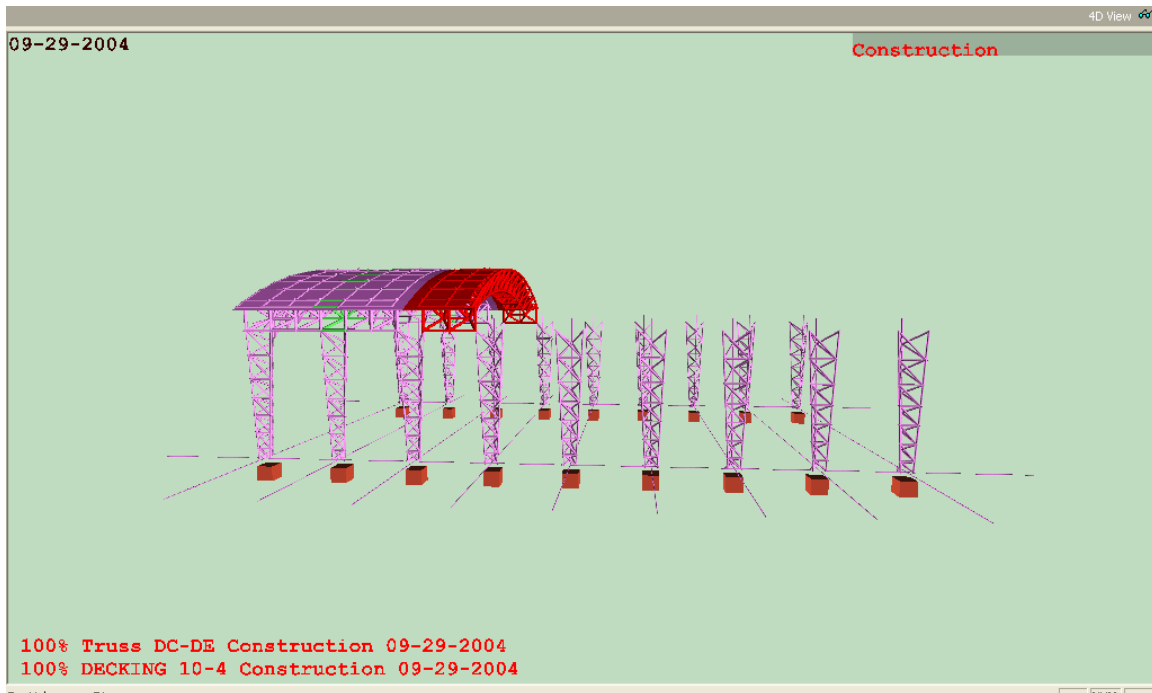 4D View
09-29-2004
Construction
100% Truss DC-DE Construction 09-29-2004
100% DECKING 10-4 Construction 09-29-2004